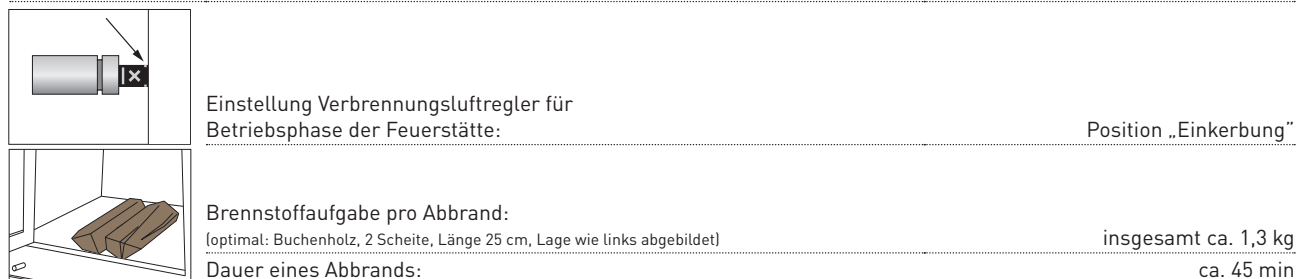 Einstellung Verbrennungsluftregler für
Betriebsphase der Feuerstätte: Position „Einkerbung”
Brennstoffaufgabe pro Abbrand:
(optimal: Buchenholz, 2 Scheite, Länge 25 cm, Lage wie links abgebildet) insgesamt ca. 1,3 kg
Dauer eines Abbrands: ca. 45 min